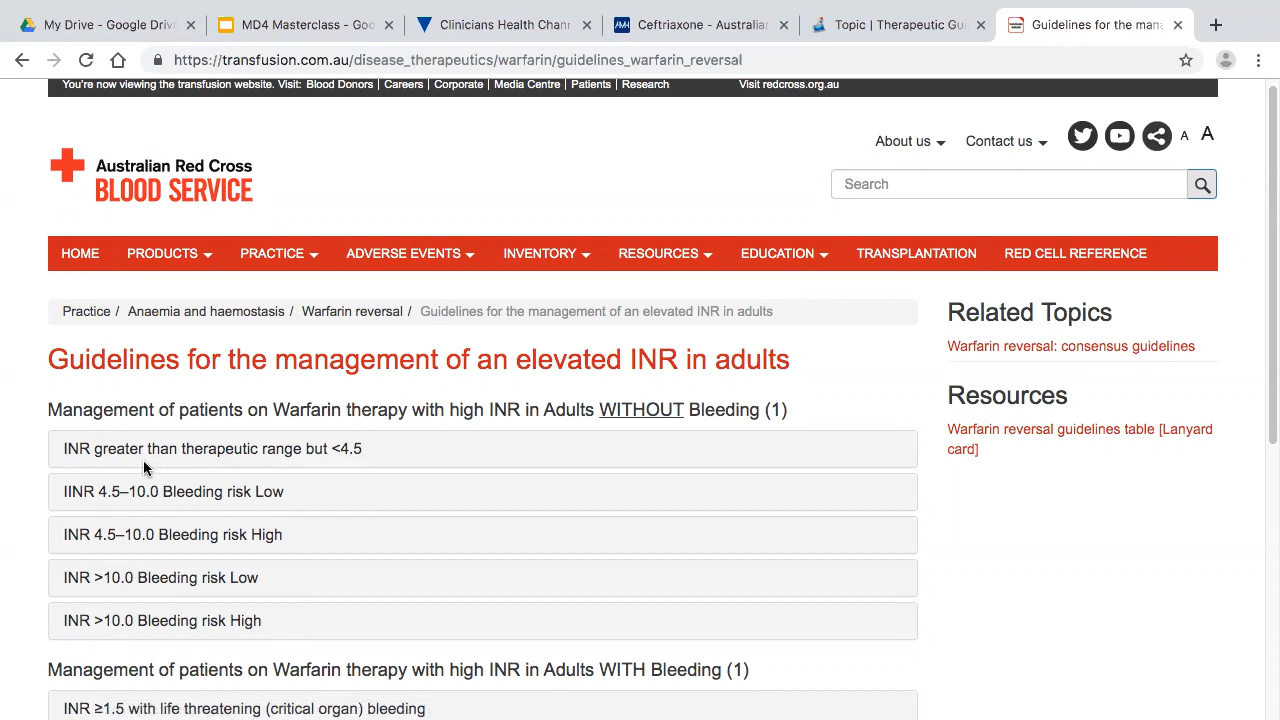 My Drive - Google Driv
MD4 Masterclass - Goo
Clinicians Health Chann
Ceftriaxone - Australian
Topic | Therapeutic Gui
Guidelines for the mana
https://transfusion.com.au/disease_therapeutics/warfarin/guidelines_warfarin_reversal
You're now viewing the transfusion website. Visit: Blood Donors | Careers | Corporate | Media Centre | Patients | Research
Visit redcross.org.au
About us
Contact us
A A
Australian Red Cross
BLOOD SERVICE
Search
HOME PRODUCTS PRACTICE ADVERSE EVENTS INVENTORY RESOURCES EDUCATION TRANSPLANTATION RED CELL REFERENCE
Practice / Anaemia and haemostasis / Warfarin reversal / Guidelines for the management of an elevated INR in adults
Guidelines for the management of an elevated INR in adults
Management of patients on Warfarin therapy with high INR in Adults WITHOUT Bleeding (1)
INR greater than therapeutic range but <4.5
IINR 4.5–10.0 Bleeding risk Low
INR 4.5–10.0 Bleeding risk High
INR >10.0 Bleeding risk Low
INR >10.0 Bleeding risk High
Management of patients on Warfarin therapy with high INR in Adults WITH Bleeding (1)
INR ≥1.5 with life threatening (critical organ) bleeding
Related Topics
Warfarin reversal: consensus guidelines
Resources
Warfarin reversal guidelines table [Lanyard
card]